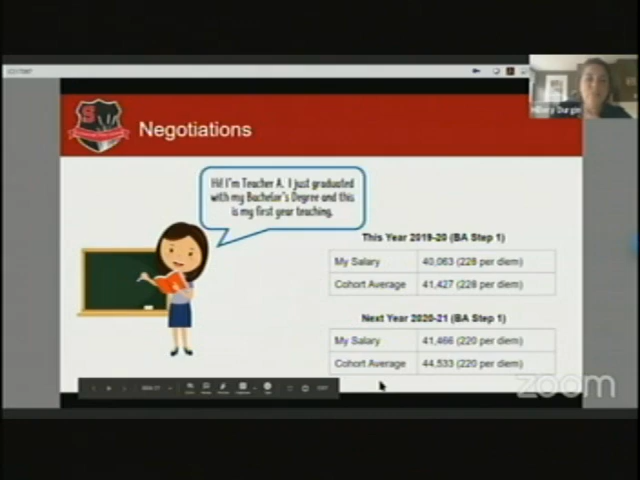 Hillary Durgin
Negotiations
Hi! I'm Teacher A. I just graduated
with my Bachelor's Degree and this
is my first year teaching.
This Year 2019-20 (BA Step 1)
My Salary 40,063 (228 per diem)
Cohort Average 41,427 (228 per diem)
Next Year 2020-21 (BA Step 1)
My Salary 41,466 (220 per diem)
Cohort Average 44,533 (220 per diem)
zoom